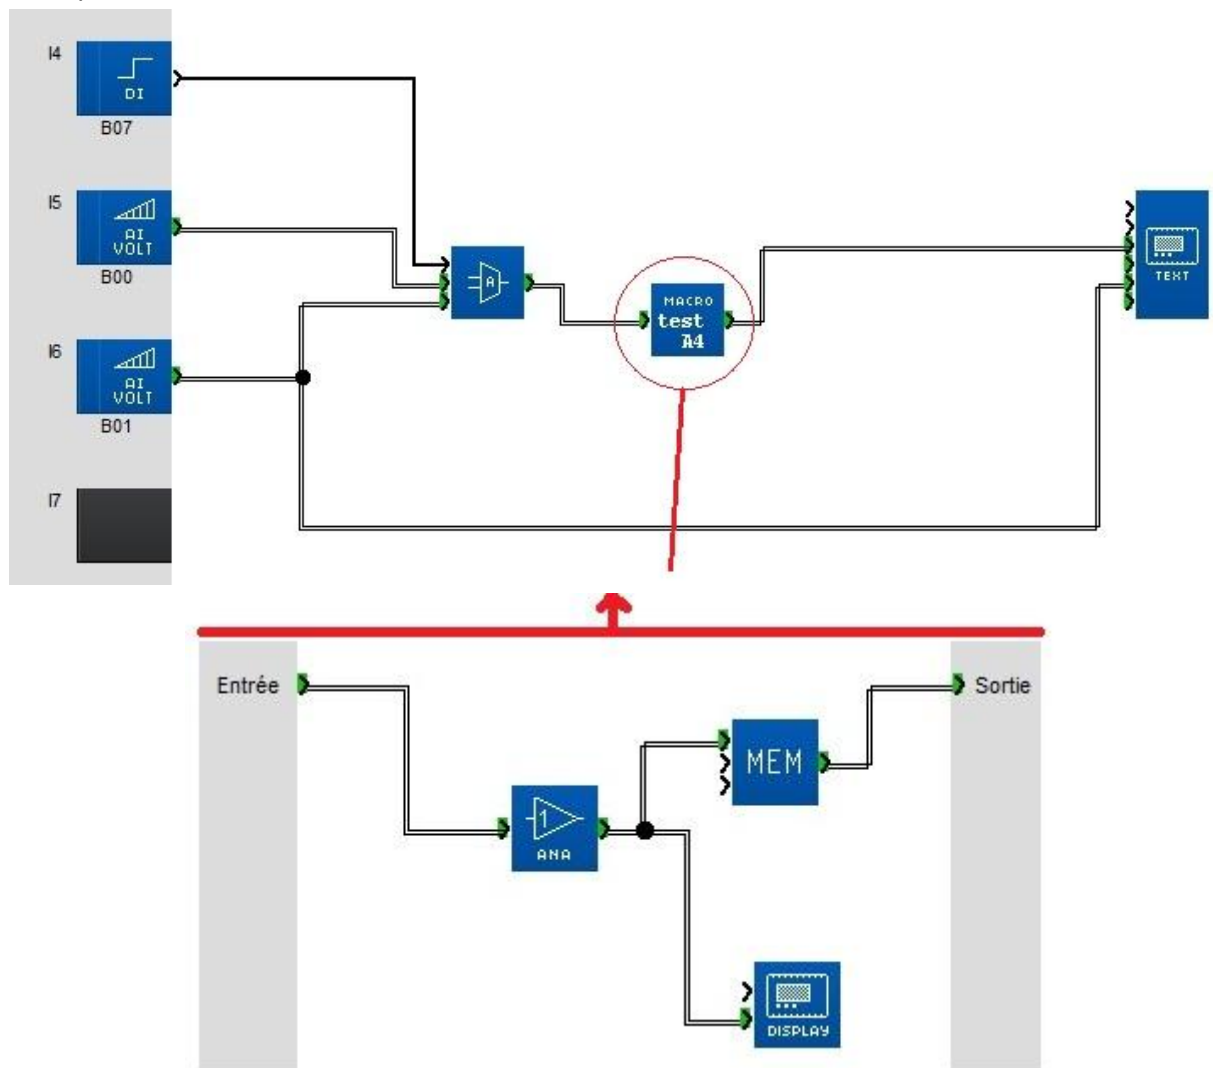 I4
DI
B07
I5
AI
VOLT
B00
A
MACRO
test
A4
TEXT
I6
AI
VOLT
B01
I7
Entrée
Sortie
MEM
1
ANA
DISPLAY